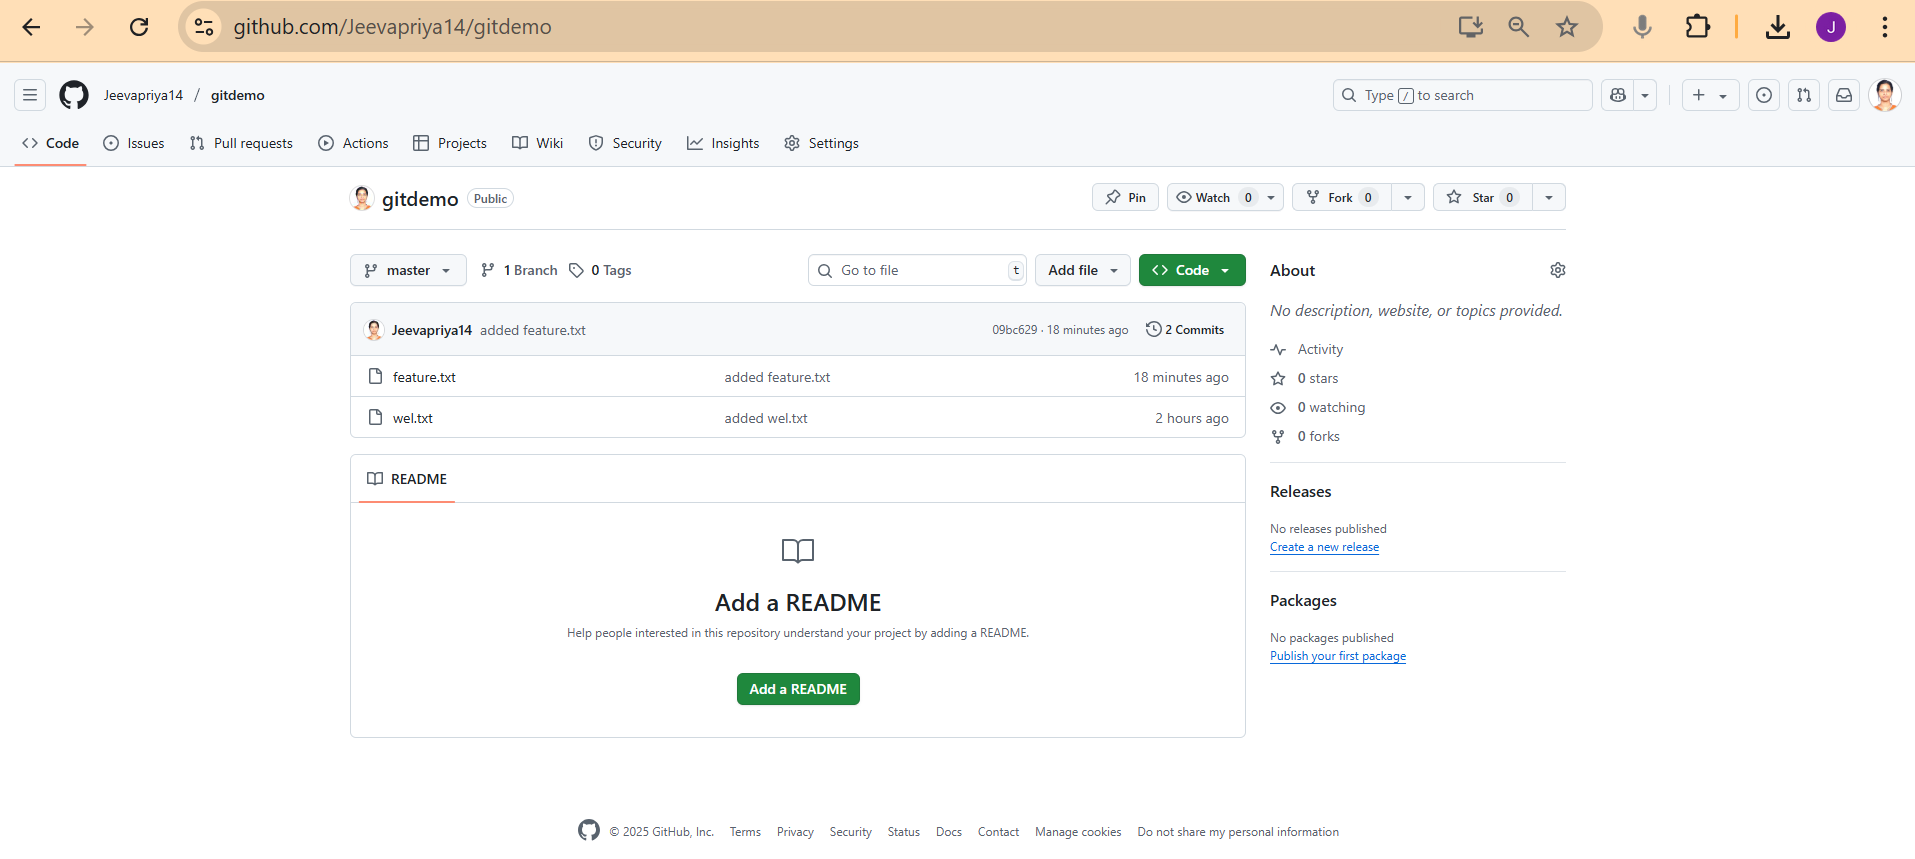 github.com/Jeevapriya14/gitdemo
J
Jeevapriya14 / gitdemo
Type / to search
Code Issues Pull requests Actions Projects Wiki Security Insights Settings
gitdemo Public
Pin Watch 0 Fork 0 Star 0
master 1 Branch 0 Tags
Go to file t Add file Code
Jeevapriya14 added feature.txt 09bc629 · 18 minutes ago 2 Commits
feature.txt added feature.txt 18 minutes ago
wel.txt added wel.txt 2 hours ago
README
Add a README
Help people interested in this repository understand your project by adding a README.
Add a README
About
No description, website, or topics provided.
Activity
0 stars
0 watching
0 forks
Releases
No releases published
Create a new release
Packages
No packages published
Publish your first package
© 2025 GitHub, Inc. Terms Privacy Security Status Docs Contact Manage cookies Do not share my personal information